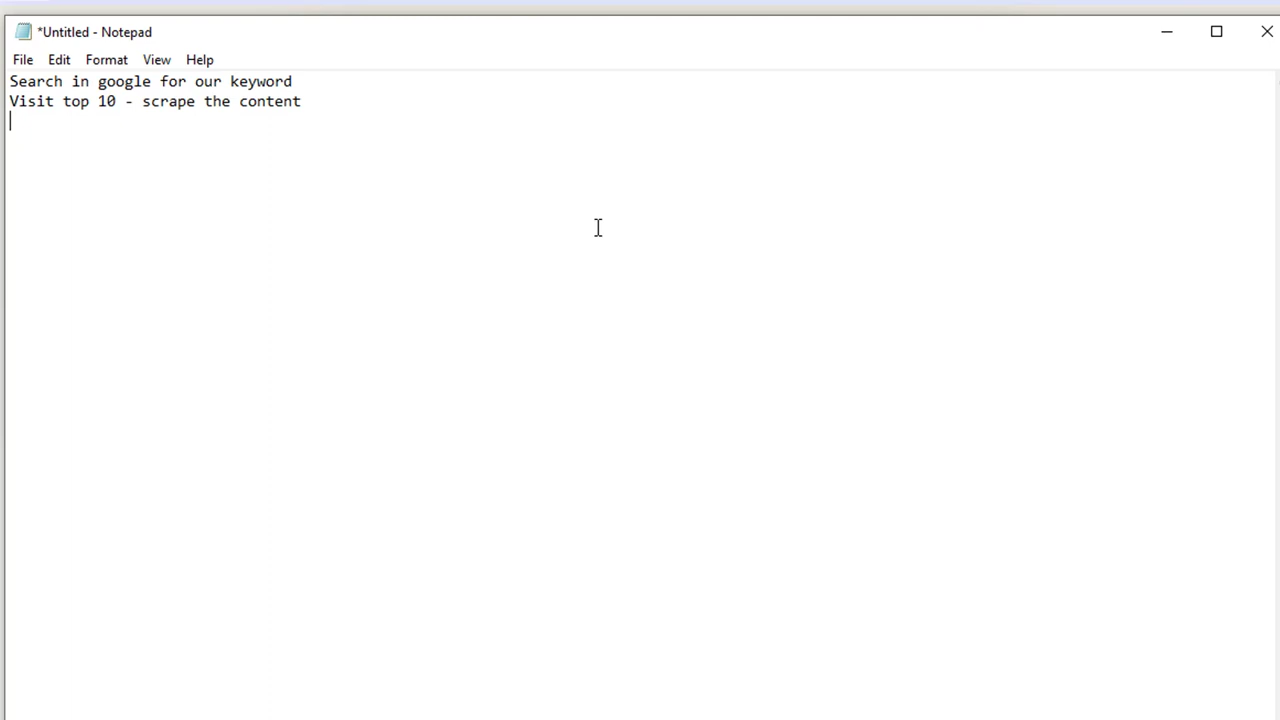 *Untitled - Notepad
File Edit Format View Help
Search in google for our keyword
Visit top 10 - scrape the content